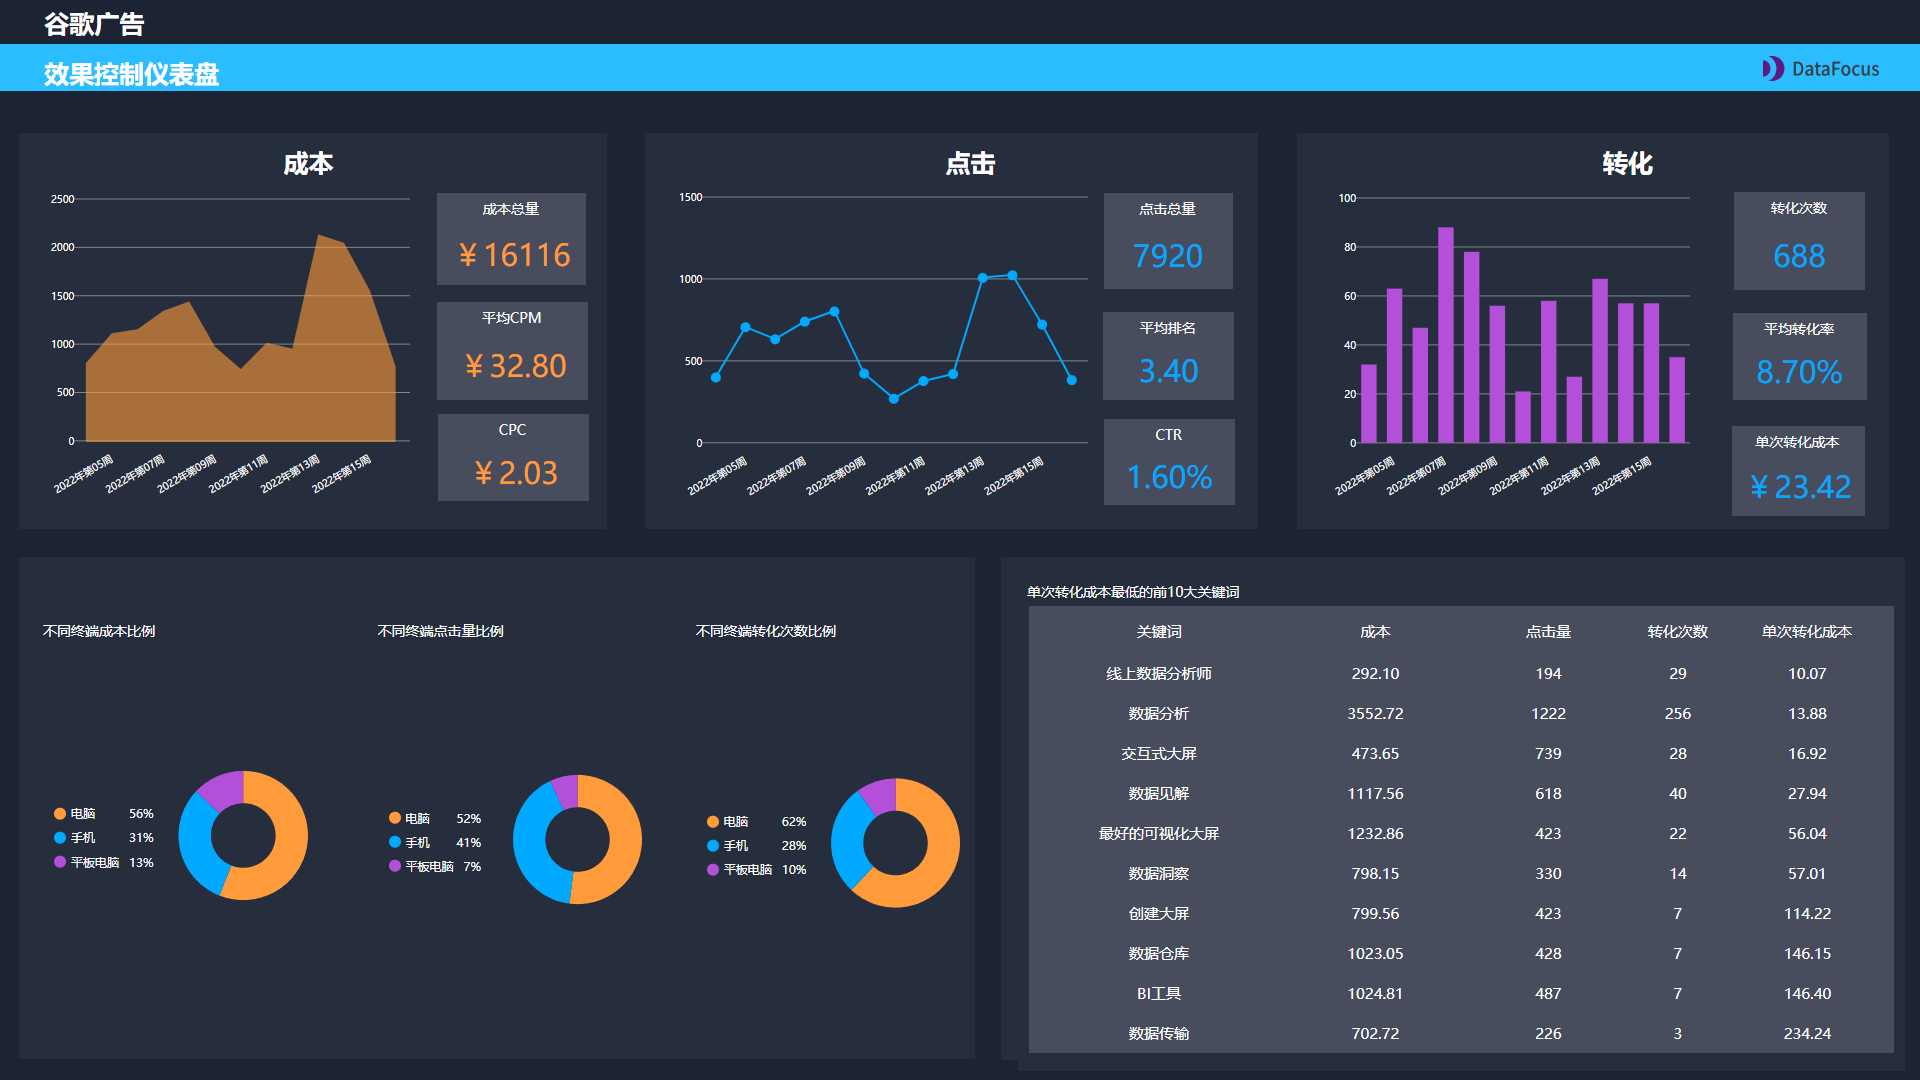 谷歌广告
效果控制仪表盘
DataFocus
成本
2500
2000
1500
1000
500
0
2022年第05周
2022年第07周
2022年第09周
2022年第11周
2022年第13周
2022年第15周
成本总量
¥16116
平均CPM
¥32.80
CPC
¥2.03
点击
1500
1000
500
0
2022年第05周
2022年第07周
2022年第09周
2022年第11周
2022年第13周
2022年第15周
点击总量
7920
平均排名
3.40
CTR
1.60%
转化
100
80
60
40
20
0
2022年第05周
2022年第07周
2022年第09周
2022年第11周
2022年第13周
2022年第15周
转化次数
688
平均转化率
8.70%
单次转化成本
¥23.42
不同终端成本比例
电脑 56%
手机 31%
平板电脑 13%
不同终端点击量比例
电脑 52%
手机 41%
平板电脑 7%
不同终端转化次数比例
电脑 62%
手机 28%
平板电脑 10%
单次转化成本最低的前10大关键词
关键词 成本 点击量 转化次数 单次转化成本
线上数据分析师 292.10 194 29 10.07
数据分析 3552.72 1222 256 13.88
交互式大屏 473.65 739 28 16.92
数据见解 1117.56 618 40 27.94
最好的可视化大屏 1232.86 423 22 56.04
数据洞察 798.15 330 14 57.01
创建大屏 799.56 423 7 114.22
数据仓库 1023.05 428 7 146.15
BI工具 1024.81 487 7 146.40
数据传输 702.72 226 3 234.24